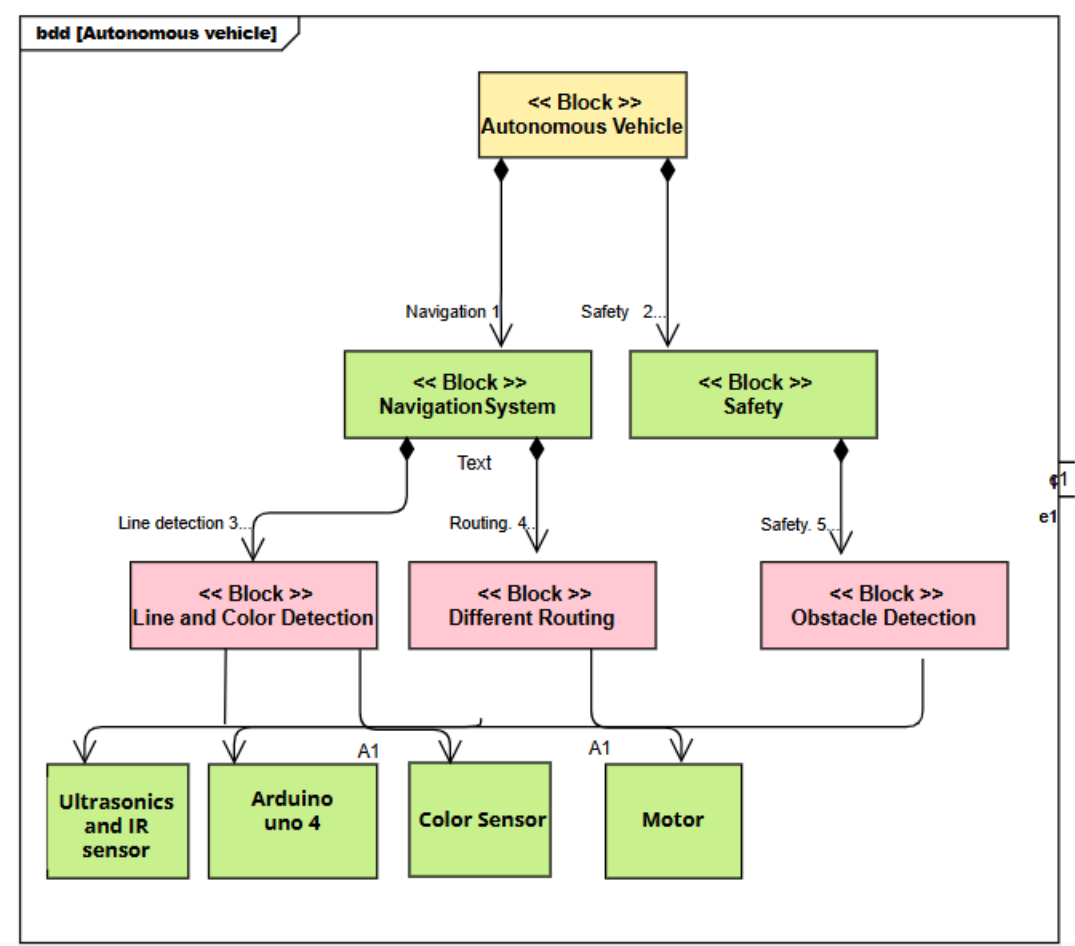 bdd [Autonomous vehicle]
<< Block >>
Autonomous Vehicle
Navigation 1
Safety 2...
<< Block >>
Navigation System
<< Block >>
Safety
Text
e1
Line detection 3...
Routing. 4...
Safety. 5...
<< Block >>
Line and Color Detection
<< Block >>
Different Routing
<< Block >>
Obstacle Detection
A1
A1
Ultrasonics
and IR
sensor
Arduino
uno 4
Color Sensor
Motor